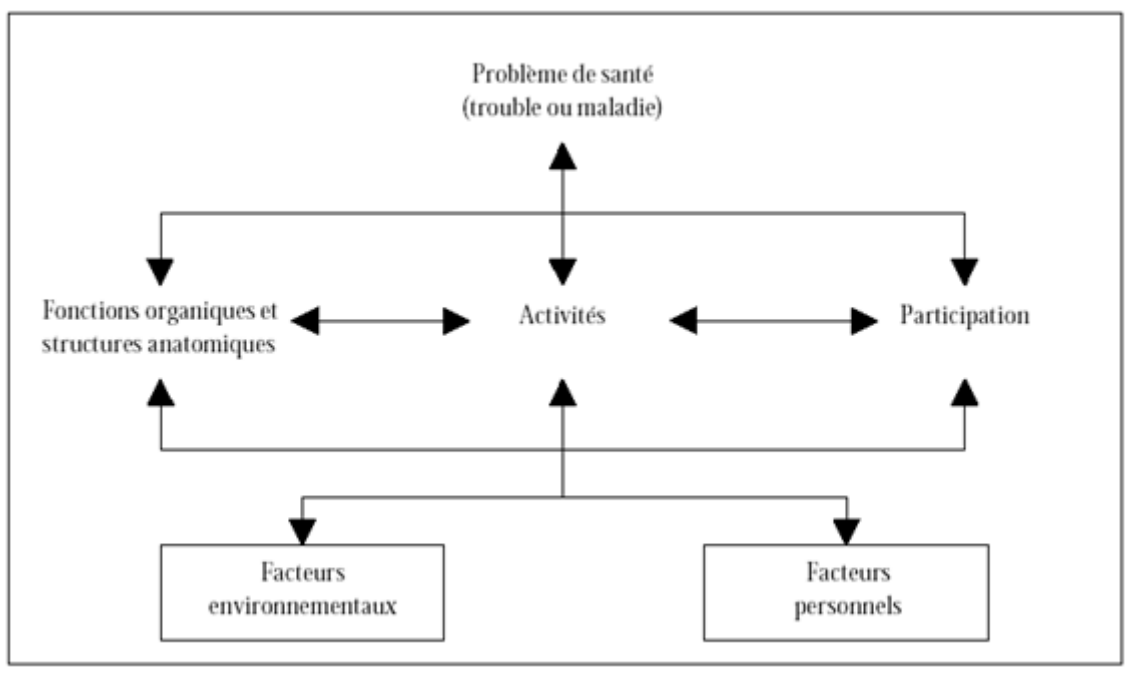 Problème de santé
(trouble ou maladie)
Fonctions organiques et
structures anatomiques
Activités
Participation
Facteurs
environnementaux
Facteurs
personnels